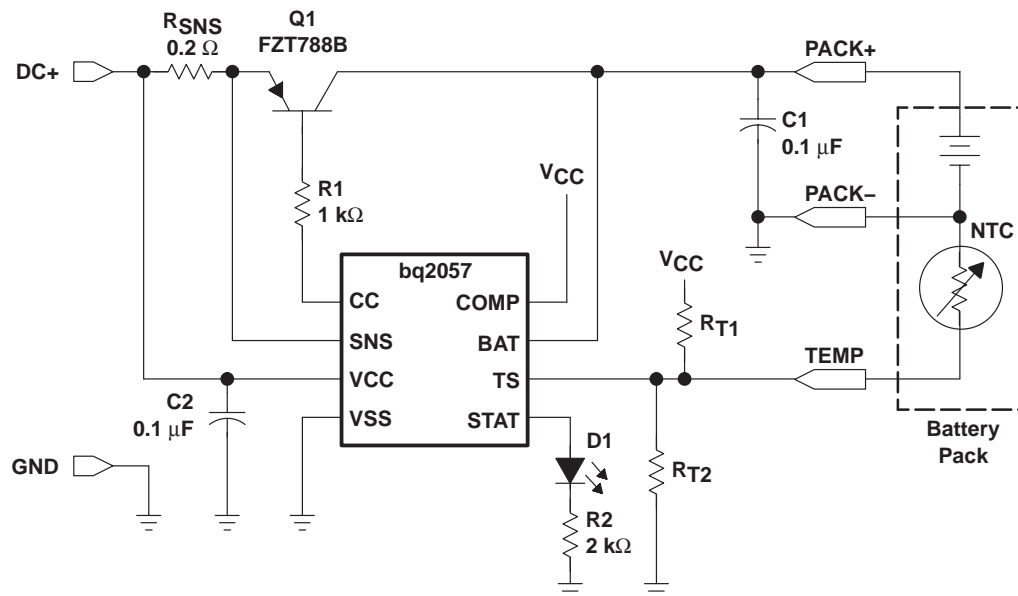 RSNS
0.2 Ω
Q1
FZT788B
DC+
PACK+
C1
0.1 μF
R1
1 kΩ
VCC
PACK–
NTC
bq2057
VCC
CC
COMP
RT1
SNS
BAT
TEMP
VCC
TS
C2
0.1 μF
VSS
STAT
D1
Battery
Pack
GND
RT2
R2
2 kΩ